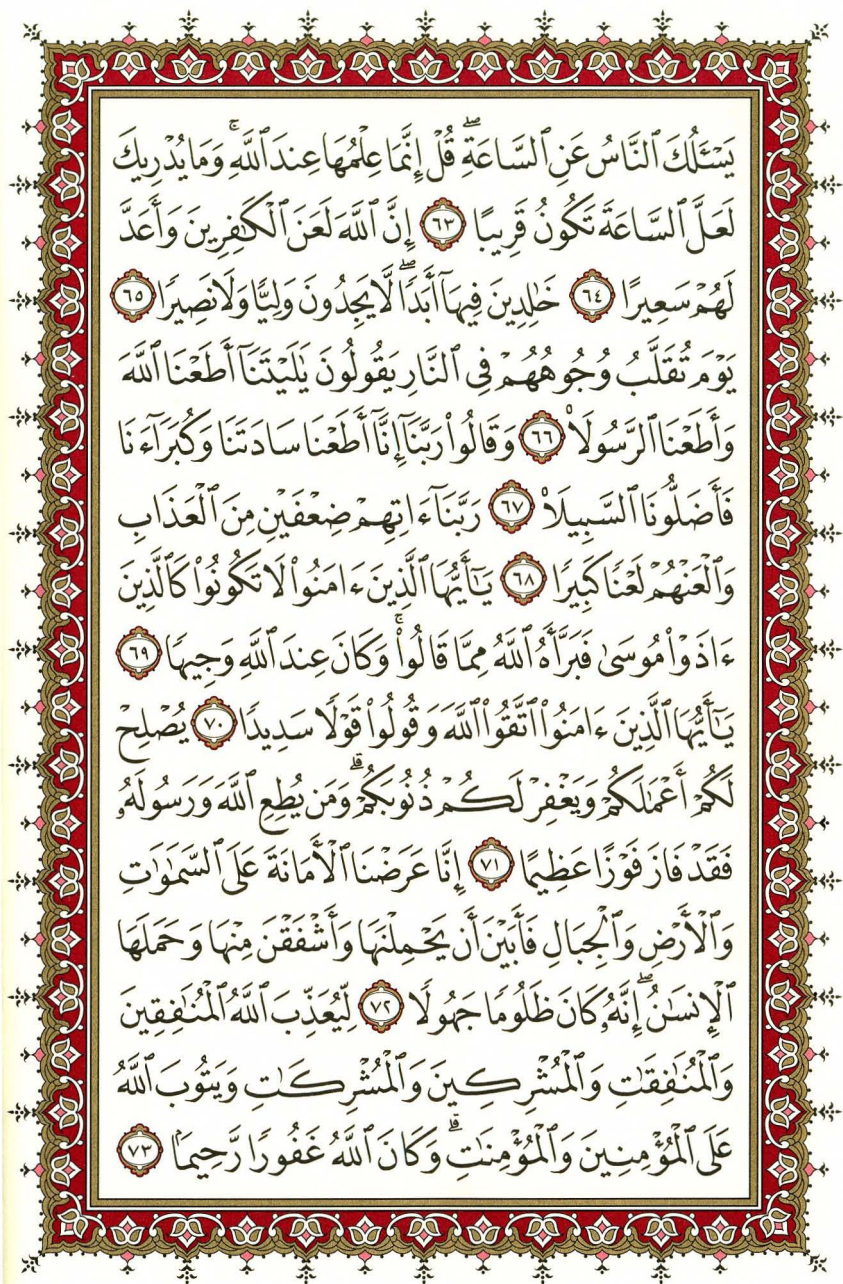 يَسْـَٔلُكَ ٱلنَّاسُ عَنِ ٱلسَّاعَةِۖ قُلْ إِنَّمَا عِلْمُهَا عِندَ ٱللَّهِۚ وَمَا يُدْرِيكَ
لَعَلَّ ٱلسَّاعَةَ تَكُونُ قَرِيبًا ٦٣ إِنَّ ٱللَّهَ لَعَنَ ٱلْكَٰفِرِينَ وَأَعَدَّ
لَهُمْ سَعِيرًا ٦٤ خَٰلِدِينَ فِيهَآ أَبَدًاۖ لَّا يَجِدُونَ وَلِيًّا وَلَا نَصِيرًا ٦٥
يَوْمَ تُقَلَّبُ وُجُوهُهُمْ فِى ٱلنَّارِ يَقُولُونَ يَٰلَيْتَنَآ أَطَعْنَا ٱللَّهَ
وَأَطَعْنَا ٱلرَّسُولَا۠ ٦٦ وَقَالُوا۟ رَبَّنَآ إِنَّآ أَطَعْنَا سَادَتَنَا وَكُبَرَآءَنَا
فَأَضَلُّونَا ٱلسَّبِيلَا۠ ٦٧ رَبَّنَآ ءَاتِهِمْ ضِعْفَيْنِ مِنَ ٱلْعَذَابِ
وَٱلْعَنْهُمْ لَعْنًا كَبِيرًا ٦٨ يَٰٓأَيُّهَا ٱلَّذِينَ ءَامَنُوا۟ لَا تَكُونُوا۟ كَٱلَّذِينَ
ءَاذَوْا۟ مُوسَىٰ فَبَرَّأَهُ ٱللَّهُ مِمَّا قَالُوا۟ۚ وَكَانَ عِندَ ٱللَّهِ وَجِيهًا ٦٩
يَٰٓأَيُّهَا ٱلَّذِينَ ءَامَنُوا۟ ٱتَّقُوا۟ ٱللَّهَ وَقُولُوا۟ قَوْلًا سَدِيدًا ٧٠ يُصْلِحْ
لَكُمْ أَعْمَٰلَكُمْ وَيَغْفِرْ لَكُمْ ذُنُوبَكُمْۗ وَمَن يُطِعِ ٱللَّهَ وَرَسُولَهُۥ
فَقَدْ فَازَ فَوْزًا عَظِيمًا ٧١ إِنَّا عَرَضْنَا ٱلْأَمَانَةَ عَلَى ٱلسَّمَٰوَٰتِ
وَٱلْأَرْضِ وَٱلْجِبَالِ فَأَبَيْنَ أَن يَحْمِلْنَهَا وَأَشْفَقْنَ مِنْهَا وَحَمَلَهَا
ٱلْإِنسَٰنُۖ إِنَّهُۥ كَانَ ظَلُومًا جَهُولًا ٧٢ لِّيُعَذِّبَ ٱللَّهُ ٱلْمُنَٰفِقِينَ
وَٱلْمُنَٰفِقَٰتِ وَٱلْمُشْرِكِينَ وَٱلْمُشْرِكَٰتِ وَيَتُوبَ ٱللَّهُ
عَلَى ٱلْمُؤْمِنِينَ وَٱلْمُؤْمِنَٰتِۗ وَكَانَ ٱللَّهُ غَفُورًا رَّحِيمًۢا ٧٣